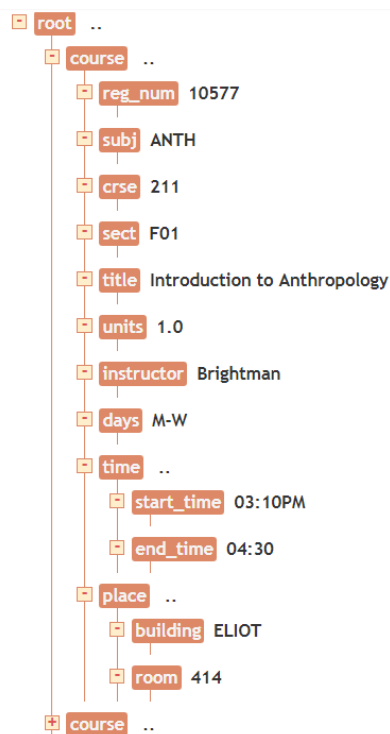 root ..
course ..
reg_num 10577
subj ANTH
crse 211
sect F01
title Introduction to Anthropology
units 1.0
instructor Brightman
days M-W
time ..
start_time 03:10PM
end_time 04:30
place ..
building ELIOT
room 414
course ..